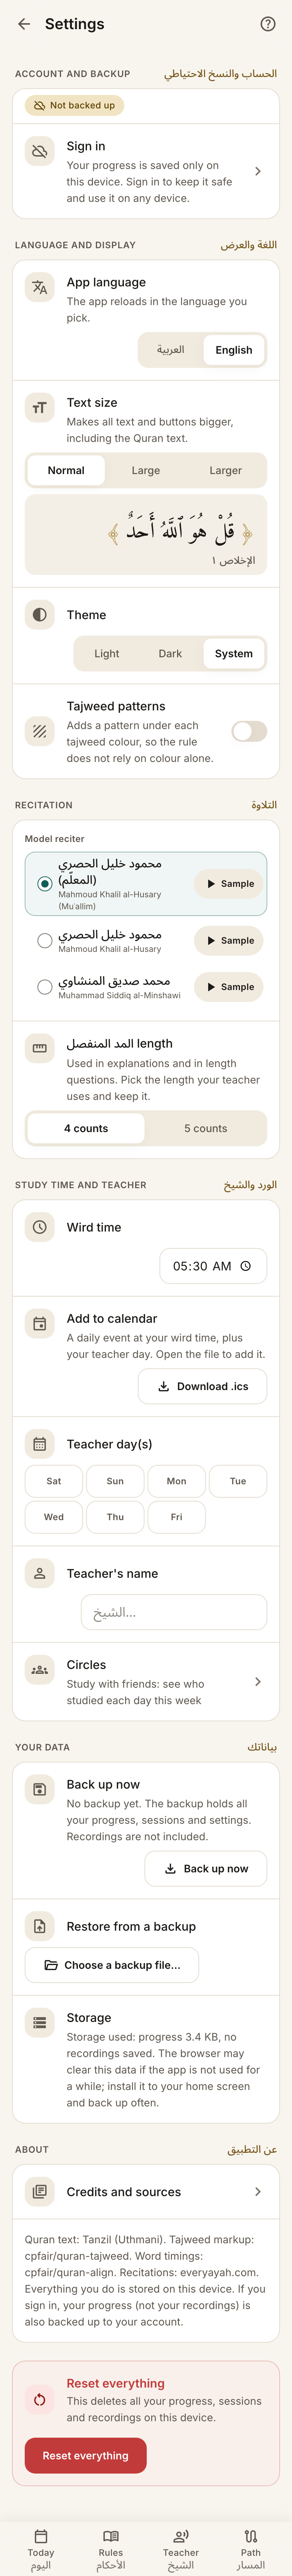 Settings
ACCOUNT AND BACKUP الحساب والنسخ الاحتياطي
Not backed up
Sign in
Your progress is saved only on
this device. Sign in to keep it safe
and use it on any device.
LANGUAGE AND DISPLAY اللغة والعرض
App language
The app reloads in the language you
pick.
العربية English
Text size
Makes all text and buttons bigger,
including the Quran text.
Normal Large Larger
﴿ قُلْ هُوَ ٱللَّهُ أَحَدٌ ﴾
الإخلاص ١
Theme
Light Dark System
Tajweed patterns
Adds a pattern under each
tajweed colour, so the rule
does not rely on colour alone.
RECITATION التلاوة
Model reciter
محمود خليل الحصري
(المعلّم)
Mahmoud Khalil al-Husary
(Mu'allim)
Sample
محمود خليل الحصري
Mahmoud Khalil al-Husary
Sample
محمد صديق المنشاوي
Muhammad Siddiq al-Minshawi
Sample
المد المنفصل length
Used in explanations and in length
questions. Pick the length your teacher
uses and keep it.
4 counts 5 counts
STUDY TIME AND TEACHER الورد والشيخ
Wird time
05:30 AM
Add to calendar
A daily event at your wird time, plus
your teacher day. Open the file to add it.
Download .ics
Teacher day(s)
Sat Sun Mon Tue
Wed Thu Fri
Teacher's name
الشيخ...
Circles
Study with friends: see who
studied each day this week
YOUR DATA بياناتك
Back up now
No backup yet. The backup holds all
your progress, sessions and settings.
Recordings are not included.
Back up now
Restore from a backup
Choose a backup file...
Storage
Storage used: progress 3.4 KB, no
recordings saved. The browser may
clear this data if the app is not used for
a while; install it to your home screen
and back up often.
ABOUT عن التطبيق
Credits and sources
Quran text: Tanzil (Uthmani). Tajweed markup:
cpfair/quran-tajweed. Word timings:
cpfair/quran-align. Recitations: everyayah.com.
Everything you do is stored on this device. If you
sign in, your progress (not your recordings) is
also backed up to your account.
Reset everything
This deletes all your progress, sessions
and recordings on this device.
Reset everything
Today Rules Teacher Path
اليوم الأحكام الشيخ المسار